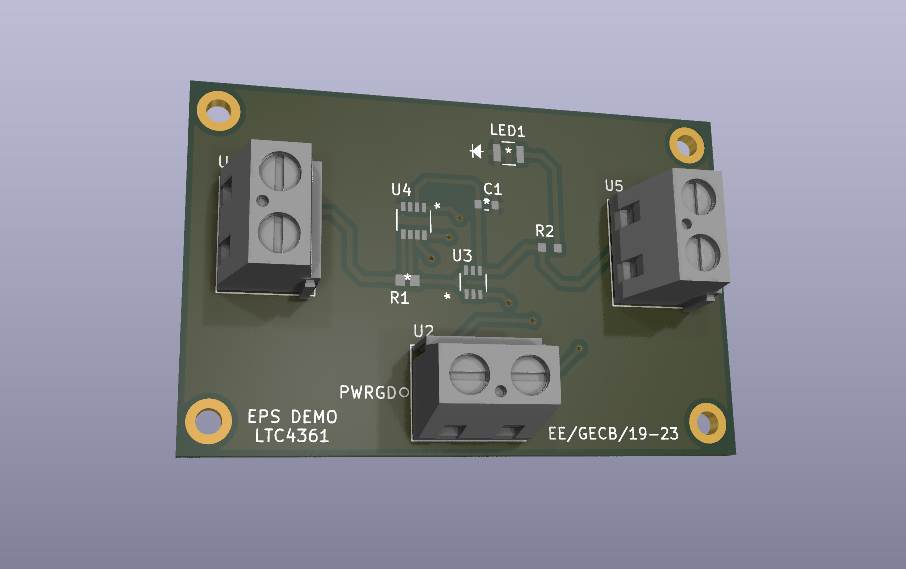 LED1
U4
C1
U5
R2
U3
R1
U2
PWRGD
EPS DEMO
LTC4361
EE/GECB/19-23